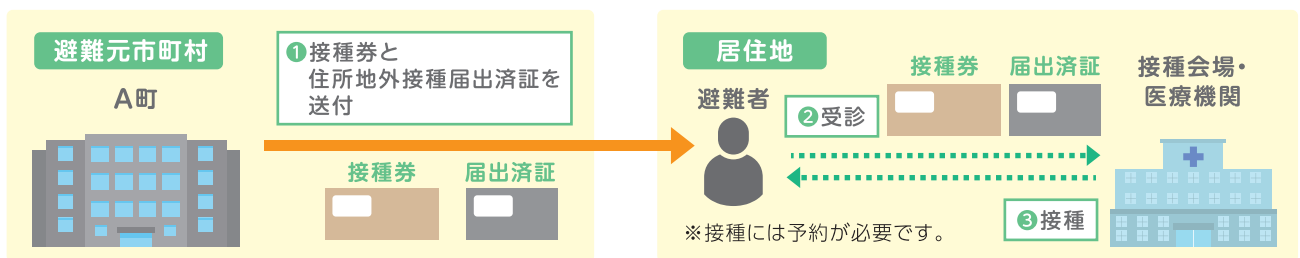 避難元市町村
A町
❶接種券と
住所地外接種届出済証を
送付
接種券
届出済証
居住地
避難者
❷受診
接種券
届出済証
接種会場・
医療機関
❸接種
※接種には予約が必要です。